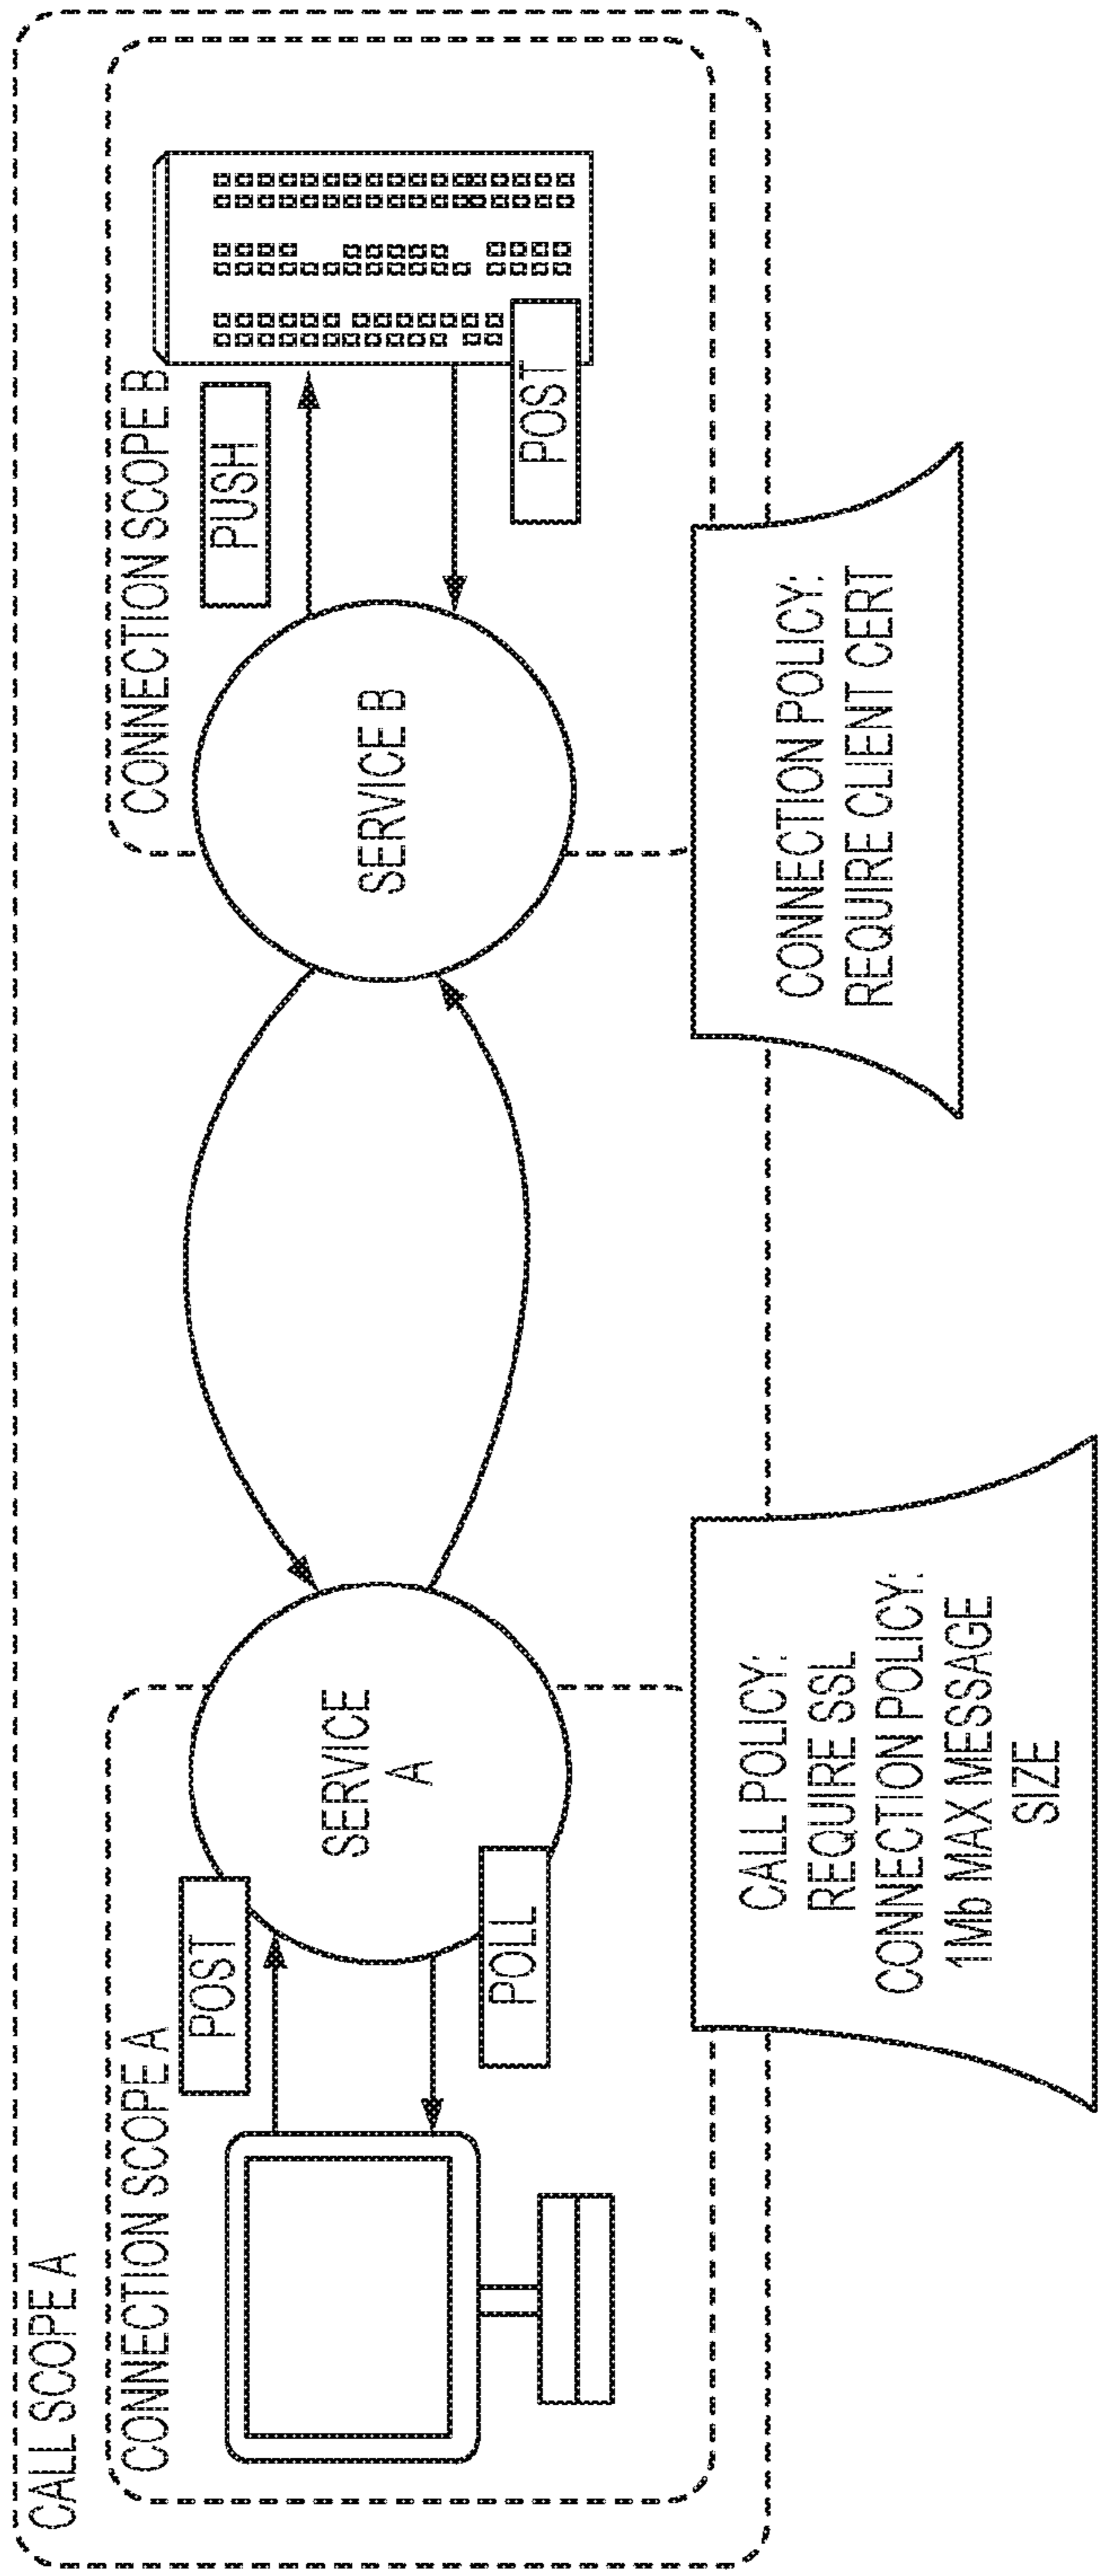 CALL SCOPE A
CONNECTION SCOPE A
POST
SERVICE
A
POLL
CONNECTION SCOPE B
PUSH
SERVICE B
POST
CALL POLICY:
REQUIRE SSL
CONNECTION POLICY:
1Mb MAX MESSAGE
SIZE
CONNECTION POLICY:
REQUIRE CLIENT CERT